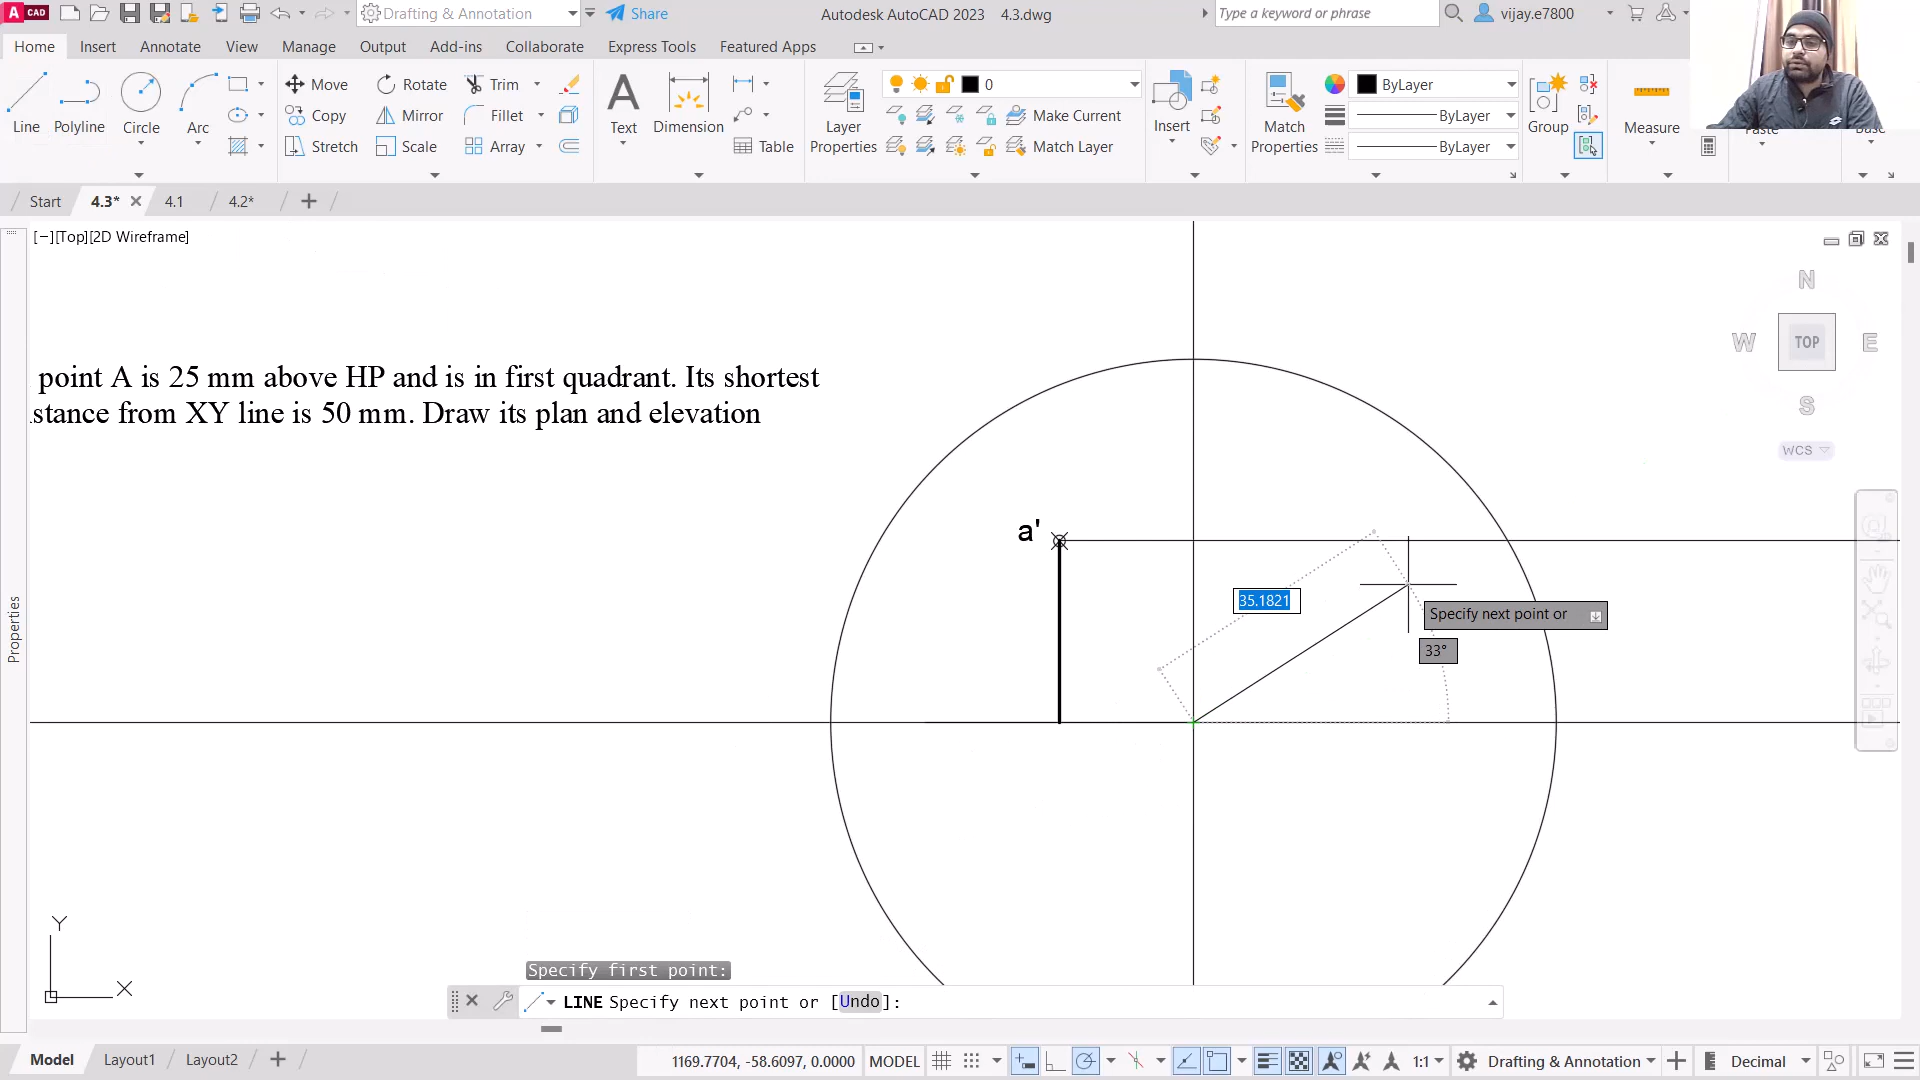 A CAD
Drafting & Annotation
Share
Autodesk AutoCAD 2023 4.3.dwg
Type a keyword or phrase
vijay.e7800
Home Insert Annotate View Manage Output Add-ins Collaborate Express Tools Featured Apps
Line Polyline Circle Arc
Move Rotate Trim
Copy Mirror Fillet
Stretch Scale Array
Text Dimension
Table
Layer Properties
0
Make Current
Match Layer
Insert
Match Properties
ByLayer
ByLayer
ByLayer
Group
Measure
Start 4.3* 4.1 4.2*
[−][Top][2D Wireframe]
N
W TOP E
S
WCS
point A is 25 mm above HP and is in first quadrant. Its shortest
stance from XY line is 50 mm. Draw its plan and elevation
a'
35.1821
Specify next point or
33°
Properties
Y
X
Specify first point:
LINE Specify next point or [Undo]:
Model Layout1 Layout2
1169.7704, -58.6097, 0.0000 MODEL
1:1
Drafting & Annotation
Decimal